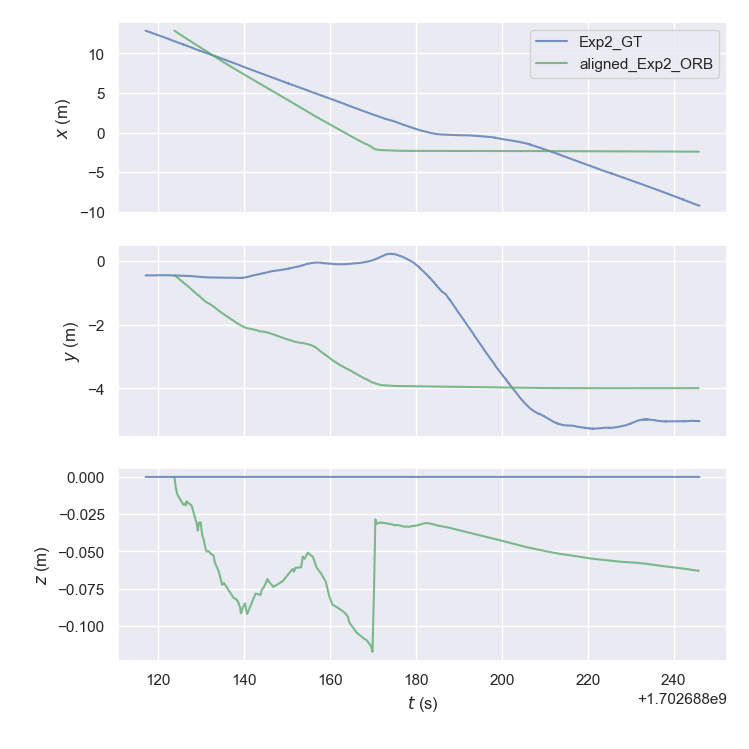 10
5
0
−5
−10
x (m)
Exp2_GT
aligned_Exp2_ORB
0
−2
−4
y (m)
0.000
−0.025
−0.050
−0.075
−0.100
z (m)
120 140 160 180 200 220 240
t (s)
+1.702688e9